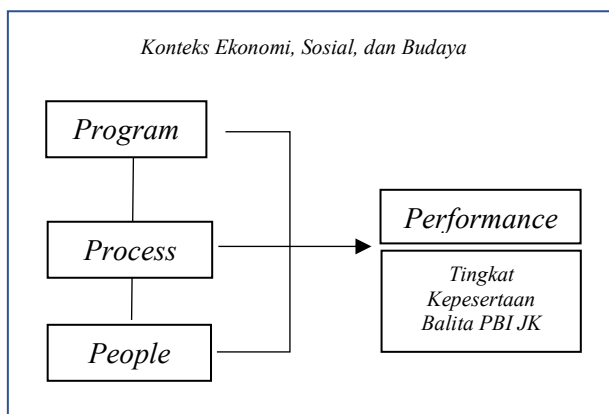 Konteks Ekonomi, Sosial, dan Budaya
Program
Process
People
Performance
Tingkat
Kepesertaan
Balita PBI JK